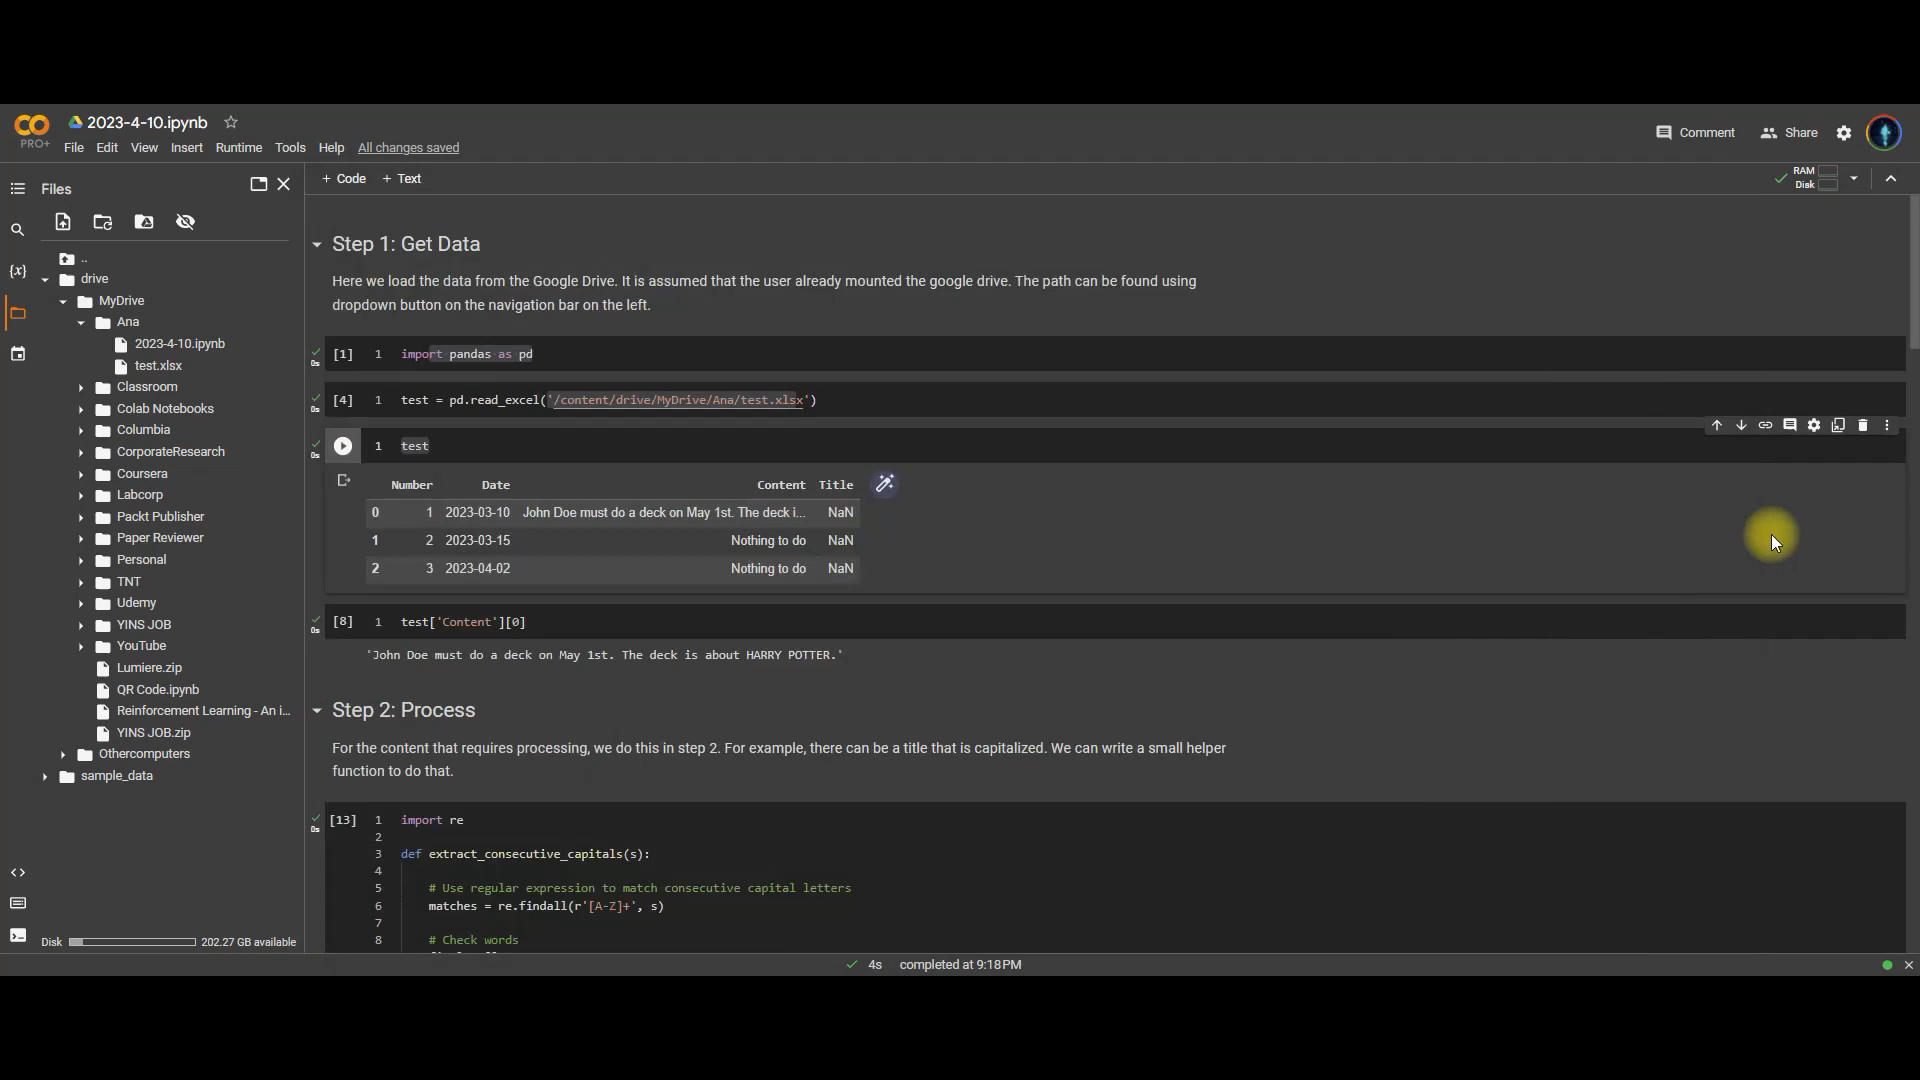 2023-4-10.ipynb
PRO+
File Edit View Insert Runtime Tools Help All changes saved
Comment Share
Files
+ Code + Text
RAM
Disk
..
drive
MyDrive
Ana
2023-4-10.ipynb
test.xlsx
Classroom
Colab Notebooks
Columbia
CorporateResearch
Coursera
Labcorp
Packt Publisher
Paper Reviewer
Personal
TNT
Udemy
YINS JOB
YouTube
Lumiere.zip
QR Code.ipynb
Reinforcement Learning - An i...
YINS JOB.zip
Othercomputers
sample_data
Disk 202.27 GB available
Step 1: Get Data
Here we load the data from the Google Drive. It is assumed that the user already mounted the google drive. The path can be found using
dropdown button on the navigation bar on the left.
0s [1] 1 import pandas as pd
0s [4] 1 test = pd.read_excel('/content/drive/MyDrive/Ana/test.xlsx')
0s 1 test
Number Date Content Title
0 1 2023-03-10 John Doe must do a deck on May 1st. The deck i... NaN
1 2 2023-03-15 Nothing to do NaN
2 3 2023-04-02 Nothing to do NaN
0s [8] 1 test['Content'][0]
'John Doe must do a deck on May 1st. The deck is about HARRY POTTER.'
Step 2: Process
For the content that requires processing, we do this in step 2. For example, there can be a title that is capitalized. We can write a small helper
function to do that.
0s [13] 1 import re
2
3 def extract_consecutive_capitals(s):
4
5 # Use regular expression to match consecutive capital letters
6 matches = re.findall(r'[A-Z]+', s)
7
8 # Check words
4s completed at 9:18 PM